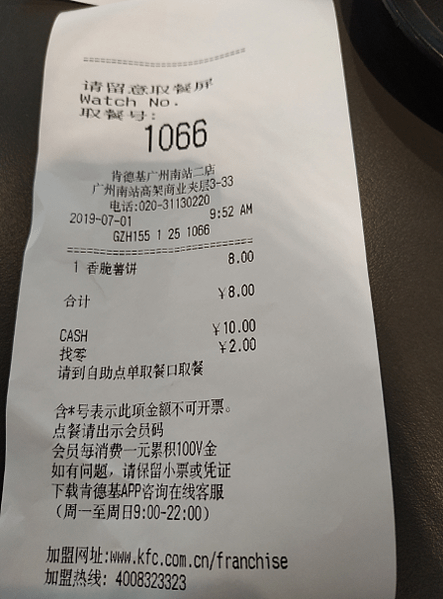 请留意取餐屏
Watch No.
取餐号:
1066
肯德基广州南站二店
广州南站高架商业夹层3-33
电话:020-31130220
2019-07-01 9:52 AM
GZH155 1 25 1066
1 香脆薯饼 8.00
合计 ¥8.00
CASH ¥10.00
找零 ¥2.00
请到自助点单取餐口取餐
含*号表示此项金额不可开票。
点餐请出示会员码
会员每消费一元累积100V金
如有问题，请保留小票或凭证
下载肯德基APP咨询在线客服
（周一至周日9:00-22:00）
加盟网址:www.kfc.com.cn/franchise
加盟热线: 4008323323